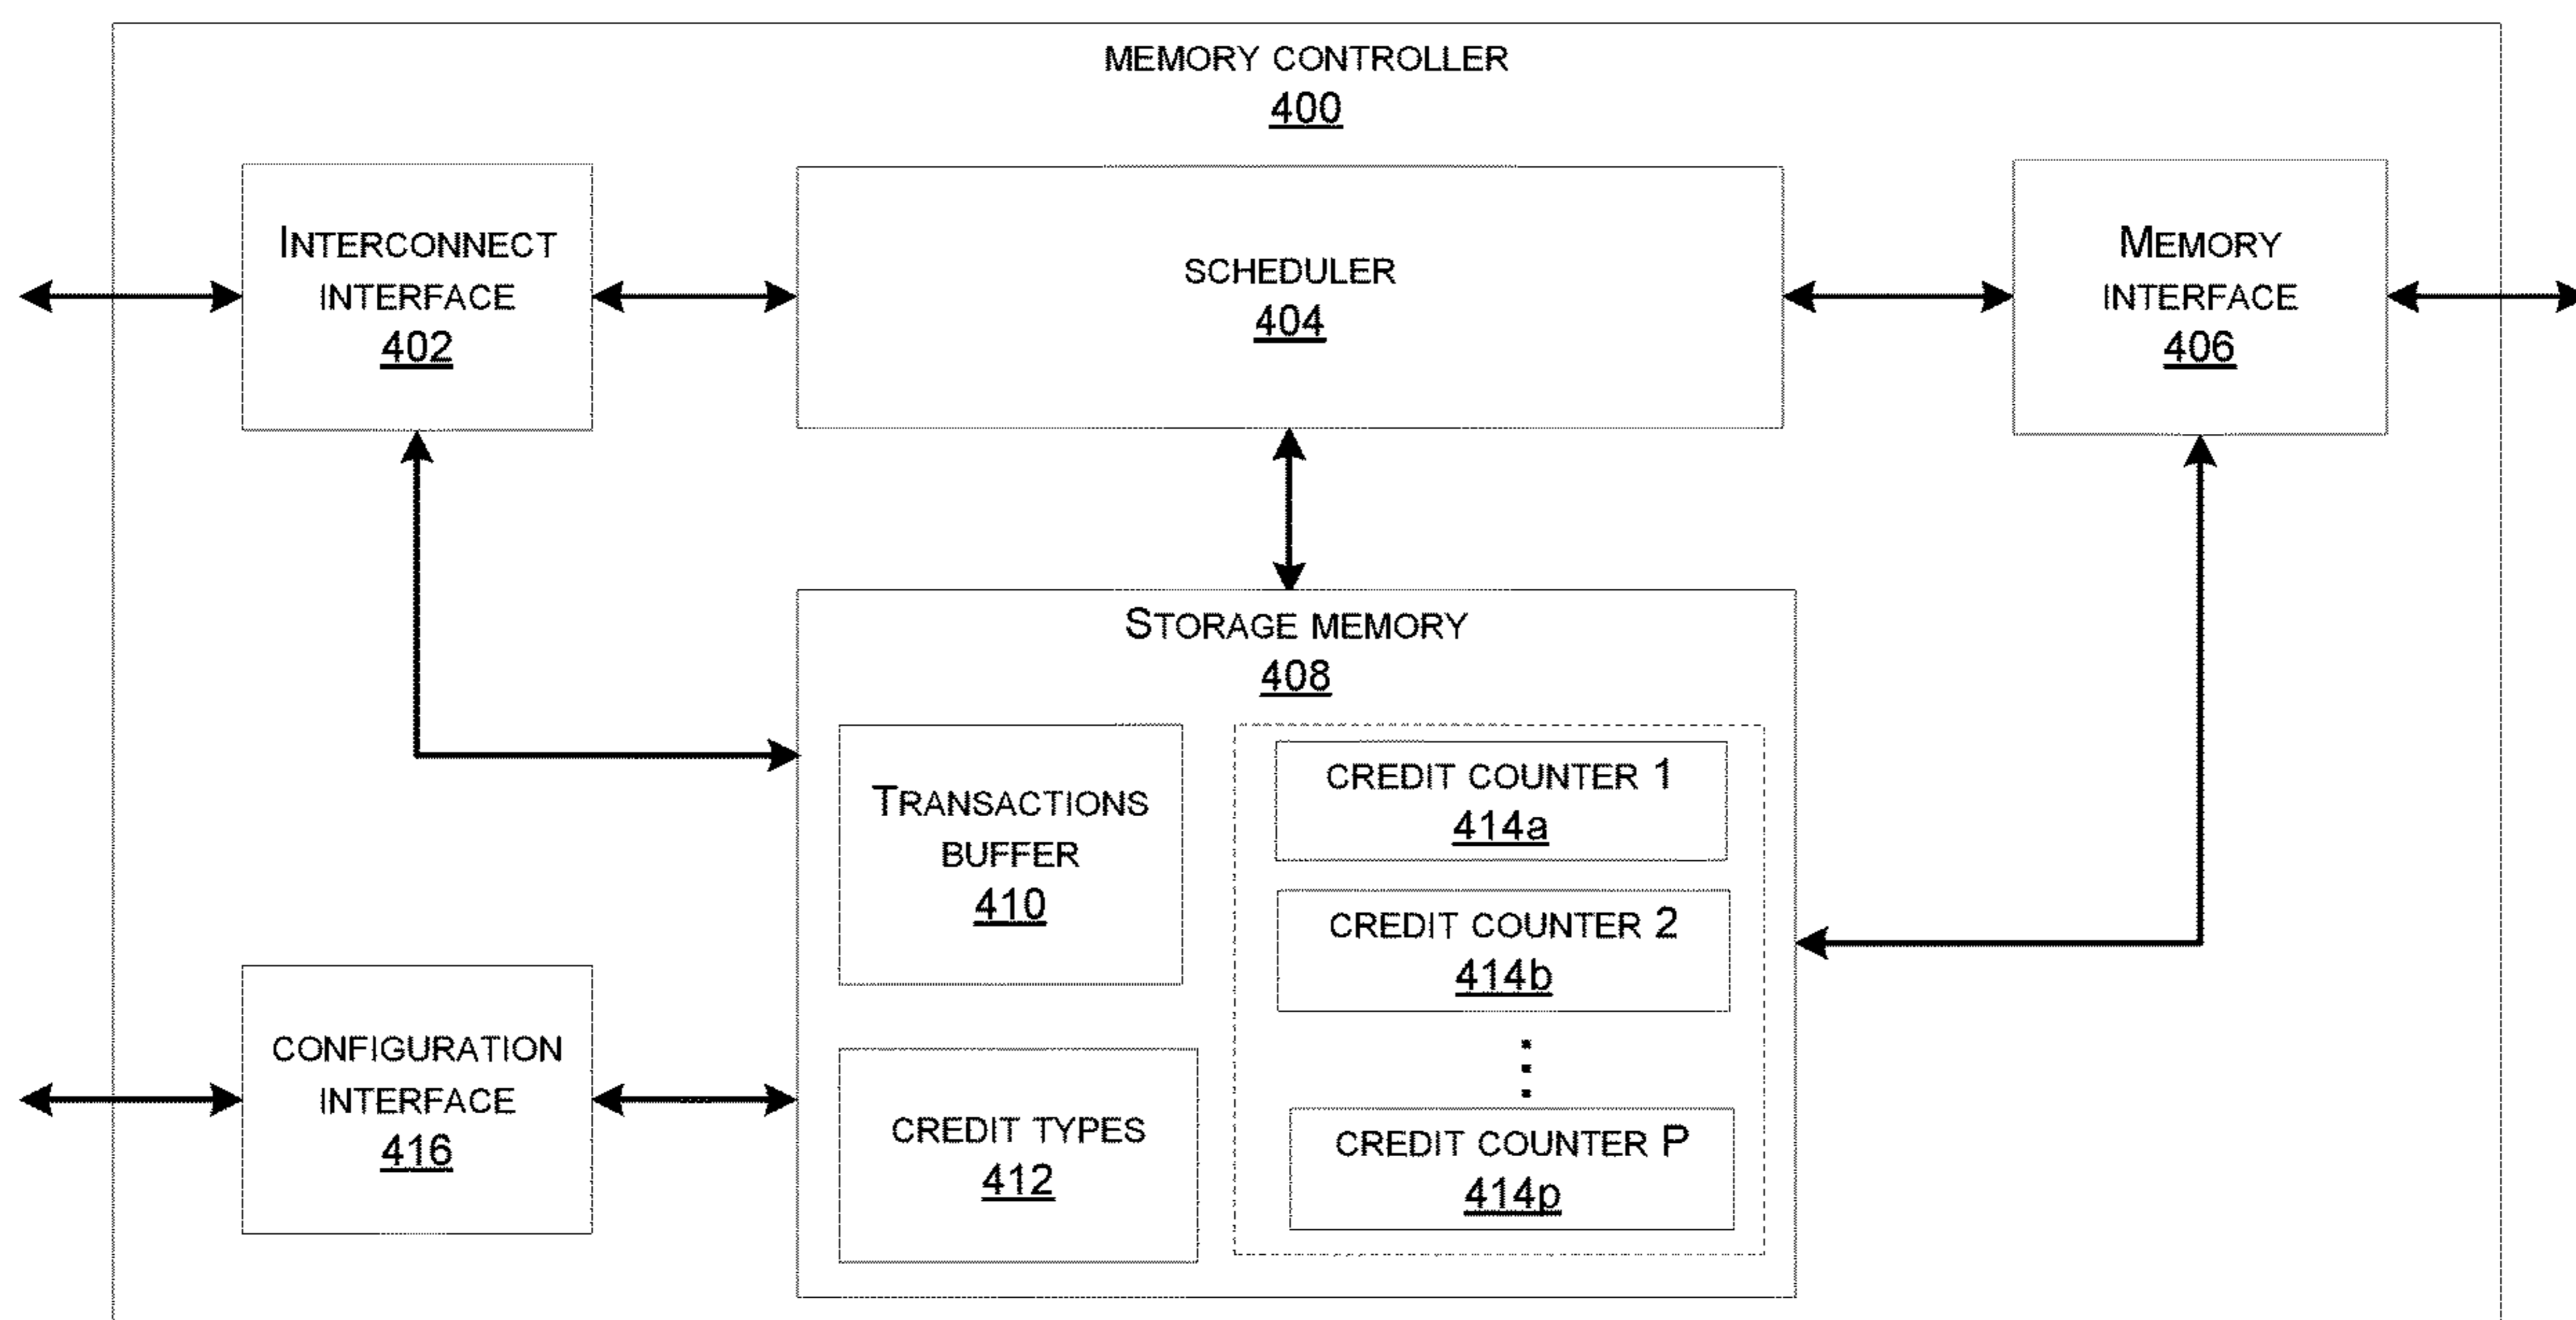 MEMORY CONTROLLER
400
INTERCONNECT
INTERFACE
402
SCHEDULER
404
MEMORY
INTERFACE
406
STORAGE MEMORY
408
TRANSACTIONS
BUFFER
410
CREDIT COUNTER 1
414a
CREDIT COUNTER 2
414b
CREDIT COUNTER P
414p
CONFIGURATION
INTERFACE
416
CREDIT TYPES
412